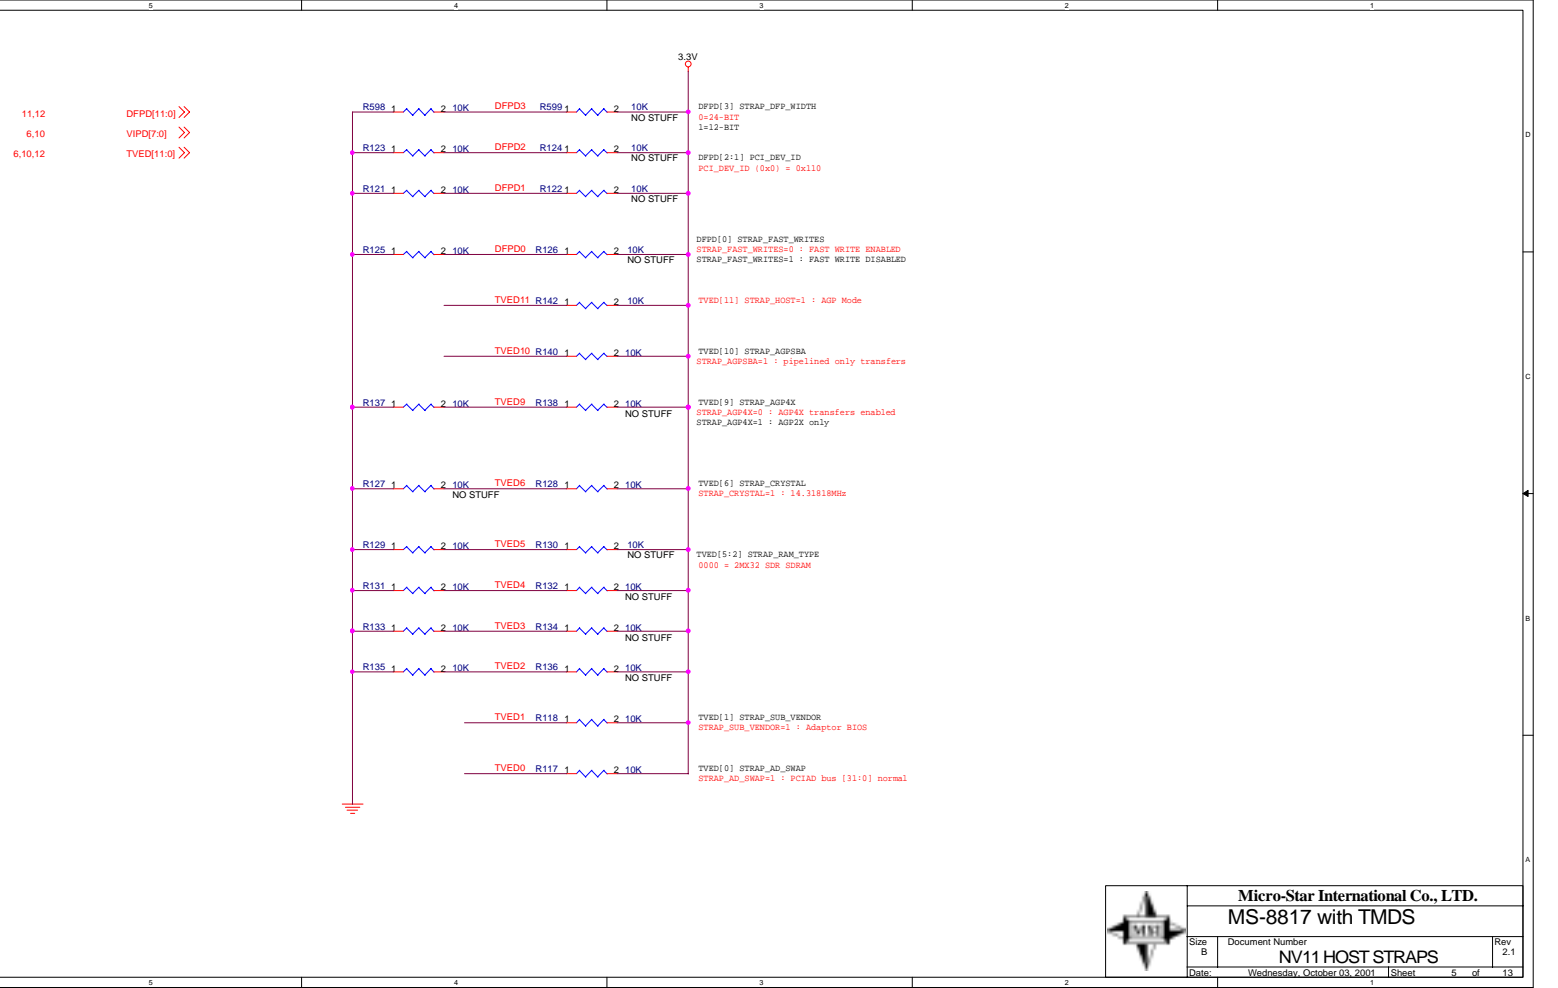 5 4 3 2 1
3.3V
11,12 DFPD[11:0]
6,10 VIPD[7:0]
6,10,12 TVED[11:0]
R598 1 2 10K DFPD3 R599 1 2 10K
NO STUFF
DFPD[3] STRAP_DFP_WIDTH
0=24-BIT
1=12-BIT
D
R123 1 2 10K DFPD2 R124 1 2 10K
NO STUFF
DFPD[2:1] PCI_DEV_ID
PCI_DEV_ID (0x0) = 0x110
R121 1 2 10K DFPD1 R122 1 2 10K
NO STUFF
R125 1 2 10K DFPD0 R126 1 2 10K
NO STUFF
DFPD[0] STRAP_FAST_WRITES
STRAP_FAST_WRITES=0 : FAST WRITE ENABLED
STRAP_FAST_WRITES=1 : FAST WRITE DISABLED
TVED11 R142 1 2 10K
TVED[11] STRAP_HOST=1 : AGP Mode
TVED10 R140 1 2 10K
TVED[10] STRAP_AGPSBA
STRAP_AGPSBA=1 : pipelined only transfers
C
R137 1 2 10K TVED9 R138 1 2 10K
NO STUFF
TVED[9] STRAP_AGP4X
STRAP_AGP4X=0 : AGP4X transfers enabled
STRAP_AGP4X=1 : AGP2X only
R127 1 2 10K TVED6 R128 1 2 10K
NO STUFF
TVED[6] STRAP_CRYSTAL
STRAP_CRYSTAL=1 : 14.31818MHz
R129 1 2 10K TVED5 R130 1 2 10K
NO STUFF
TVED[5:2] STRAP_RAM_TYPE
0000 = 2MX32 SDR SDRAM
R131 1 2 10K TVED4 R132 1 2 10K
NO STUFF
B
R133 1 2 10K TVED3 R134 1 2 10K
NO STUFF
R135 1 2 10K TVED2 R136 1 2 10K
NO STUFF
TVED1 R118 1 2 10K
TVED[1] STRAP_SUB_VENDOR
STRAP_SUB_VENDOR=1 : Adaptor BIOS
TVED0 R117 1 2 10K
TVED[0] STRAP_AD_SWAP
STRAP_AD_SWAP=1 : PCIAD bus [31:0] normal
A
MSI
Micro-Star International Co., LTD.
MS-8817 with TMDS
Size Document Number Rev
B NV11 HOST STRAPS 2.1
Date: Wednesday, October 03, 2001 Sheet 5 of 13
5 4 3 2 1